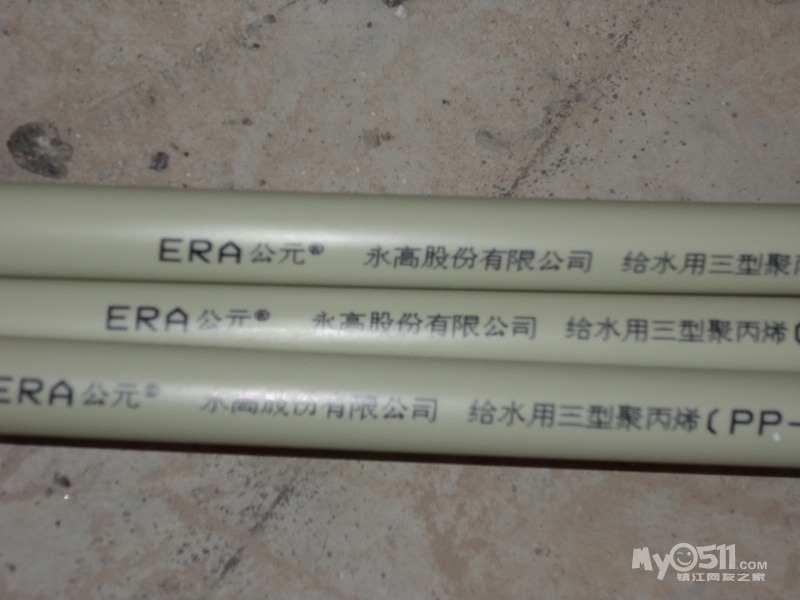 ERA公元® 永高股份有限公司 给水用三型聚丙
ERA公元® 永高股份有限公司 给水用三型聚丙烯(
ERA公元® 永高股份有限公司 给水用三型聚丙烯(PP-
My0511.COM
镇江网友之家